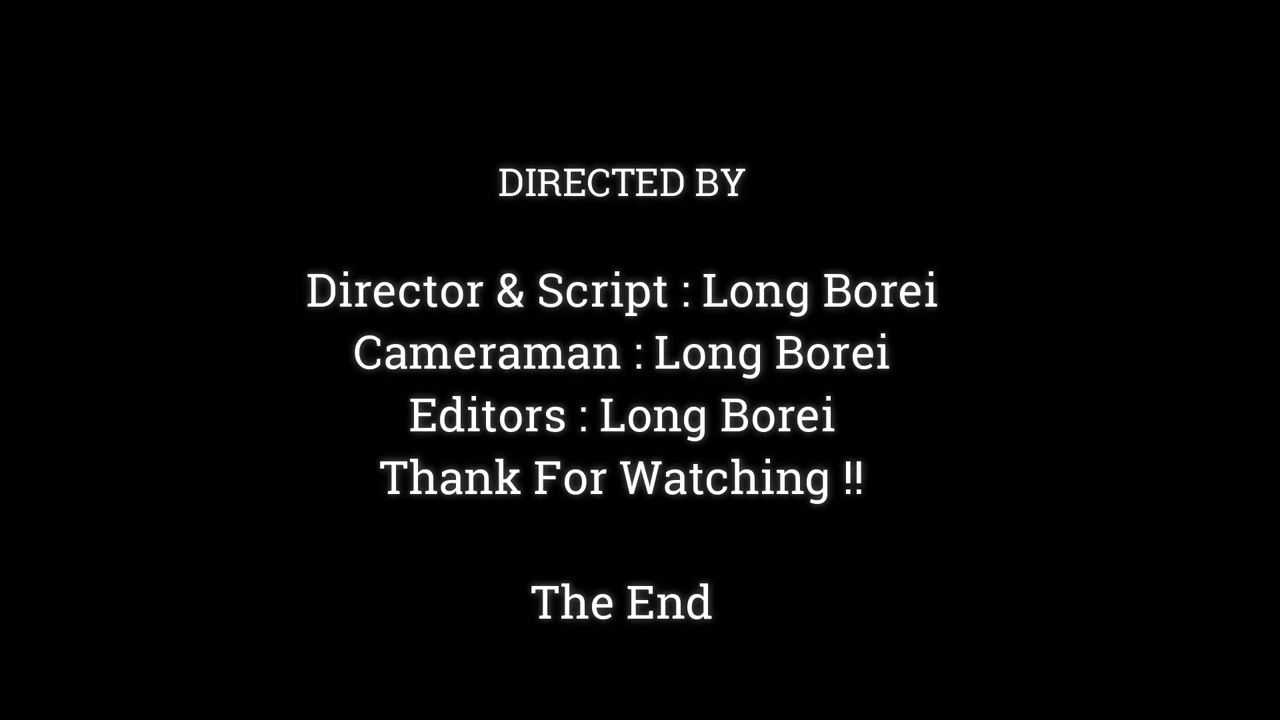 DIRECTED BY
Director & Script : Long Borei
Cameraman : Long Borei
Editors : Long Borei
Thank For Watching !!
The End